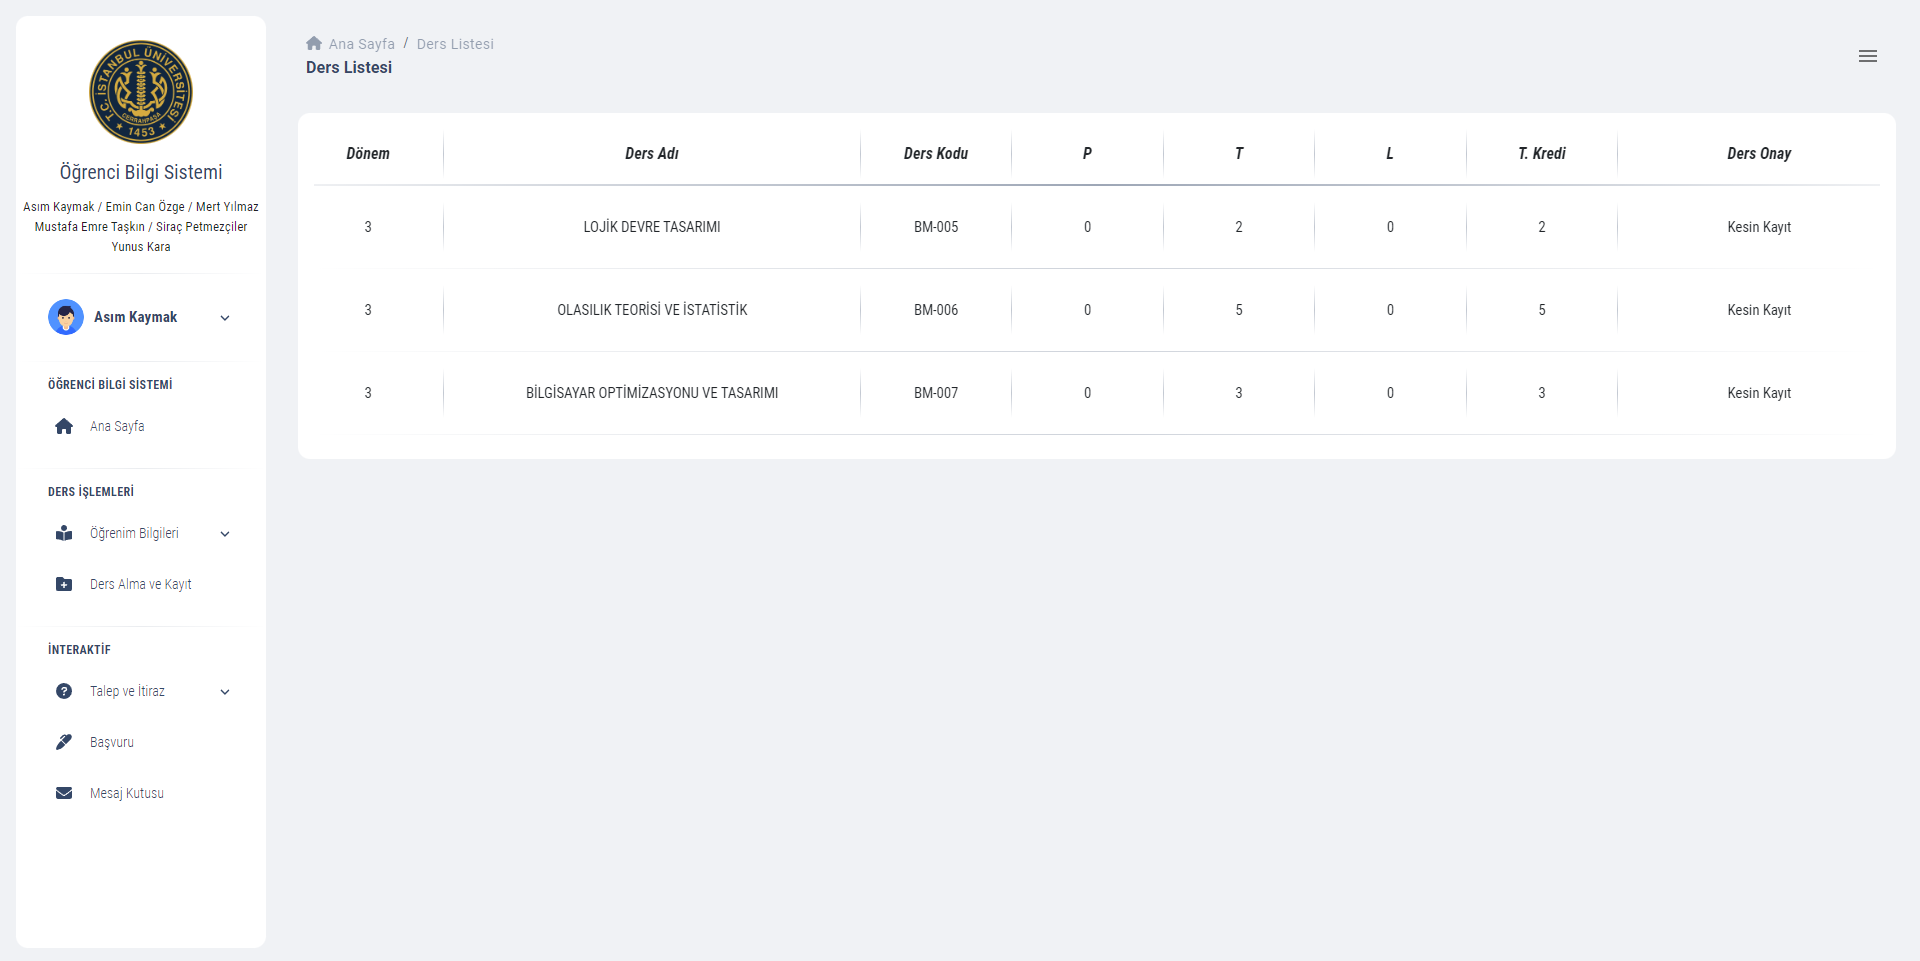 T.C. İSTANBUL ÜNİVERSİTESİ
CERRAHPAŞA
1453
Öğrenci Bilgi Sistemi
Asım Kaymak / Emin Can Özge / Mert Yılmaz
Mustafa Emre Taşkın / Siraç Petmezçiler
Yunus Kara
Asım Kaymak
ÖĞRENCİ BİLGİ SİSTEMİ
Ana Sayfa
DERS İŞLEMLERİ
Öğrenim Bilgileri
Ders Alma ve Kayıt
İNTERAKTİF
Talep ve İtiraz
Başvuru
Mesaj Kutusu
Ana Sayfa / Ders Listesi
Ders Listesi
Dönem Ders Adı Ders Kodu P T L T. Kredi Ders Onay
3 LOJİK DEVRE TASARIMI BM-005 0 2 0 2 Kesin Kayıt
3 OLASILIK TEORİSİ VE İSTATİSTİK BM-006 0 5 0 5 Kesin Kayıt
3 BİLGİSAYAR OPTİMİZASYONU VE TASARIMI BM-007 0 3 0 3 Kesin Kayıt